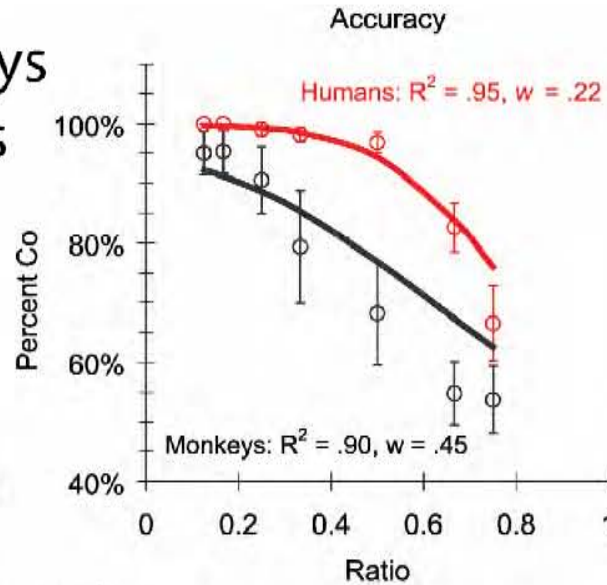 Accuracy
ys
s
Humans: R² = .95, w = .22
100%
80%
60%
40%
Percent Co
Monkeys: R² = .90, w = .45
0 0.2 0.4 0.6 0.8 1
Ratio